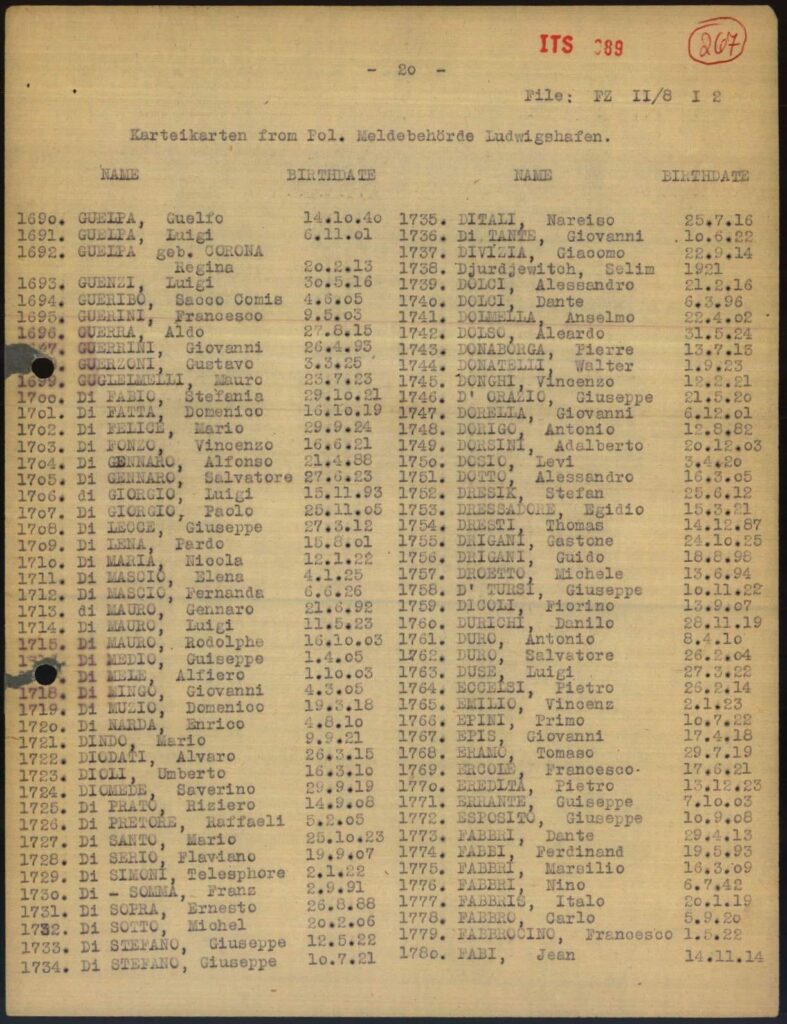 ITS 089
267
- 20 -
File: FZ II/8 I 2
Karteikarten from Pol. Meldebehörde Ludwigshafen.
NAME BIRTHDATE NAME BIRTHDATE
1690. GUELPA, Guelfo 14.10.40
1691. GUELPA, Luigi 6.11.01
1692. GUELPA geb. CORONA
Regina 20.2.13
1693. GUENZI, Luigi 30.5.16
1694. GUERIBO, Sacco Comis 4.6.05
1695. GUERINI, Francesco 9.5.03
1696. GUERRA, Aldo 27.8.15
GUERRINI, Giovanni 26.4.93
GUERZONI, Gustavo 3.3.25
1699. GUGLEIMELLI, Mauro 23.7.23
1700. Di FABIO, Stefania 29.10.21
1701. Di FATTA, Domenico 16.10.19
1702. Di FELICE, Mario 29.9.24
1703. Di FONZO, Vincenzo 16.6.21
1704. Di GENNARO, Alfonso 21.4.88
1705. Di GENNARO, Salvatore 27.6.23
1706. di GIORGIO, Luigi 15.11.93
1707. Di GIORGIO, Paolo 25.11.05
1708. Di LECCE, Giuseppe 27.3.12
1709. Di LENA, Pardo 15.8.01
1710. Di MARIA, Nicola 12.1.22
1711. Di MASCIO, Elena 4.1.25
1712. Di MASCIO, Fernanda 6.6.26
1713. di MAURO, Gennaro 21.6.92
1714. Di MAURO, Luigi 11.5.23
1715. Di MAURO, Rodolphe 16.10.03
Di MEDIO, Guiseppe 1.4.05
Di MELE, Alfiero 1.10.03
1718. Di MINGO, Giovanni 4.3.05
1719. Di MUZIO, Domenico 19.3.18
1720. Di NARDA, Enrico 4.8.10
1721. DINDO, Mario 9.9.21
1722. DIODATI, Alvaro 26.3.15
1723. DIOLI, Umberto 16.3.10
1724. DIOMEDE, Saverino 29.9.19
1725. Di PRATO, Riziero 14.9.08
1726. Di PRETORE, Raffaeli 5.2.05
1727. Di SANTO, Mario 25.10.23
1728. Di SERIO, Flaviano 19.9.07
1729. Di SIMONI, Telesphore 2.1.22
1730. Di - SOMMA, Franz 2.9.91
1731. Di SOPRA, Ernesto 26.8.88
1732. Di SOTTO, Michel 20.2.06
1733. Di STEFANO, Giuseppe 12.5.22
1734. Di STEFANO, Giuseppe 10.7.21
1735. DITALI, Nareiso 25.7.16
1736. Di TANTE, Giovanni 10.6.22
1737. DIVIZIA, Giacomo 22.9.14
1738. Djurdjewitch, Selim 1921
1739. DOLCI, Alessandro 21.2.16
1740. DOLCI, Dante 6.3.96
1741. DOLMELLA, Anselmo 22.4.02
1742. DOLSO, Aleardo 31.5.24
1743. DONABORGA, Pierre 13.7.13
1744. DONATELLI, Walter 1.9.23
1745. DONGHI, Vincenzo 12.2.21
1746. D' ORAZIO, Giuseppe 21.5.20
1747. DORELLA, Giovanni 6.12.01
1748. DORIGO, Antonio 12.8.82
1749. DORSINI, Adalberto 20.12.03
1750. DOSIO, Levi 3.4.20
1751. DOTTO, Alessandro 16.3.05
1752. DRESIK, Stefan 25.6.12
1753. DRESSADORE, Egidio 15.3.21
1754. DRESTI, Thomas 14.12.87
1755. DRIGANI, Gastone 24.10.25
1756. DRIGANI, Guido 18.8.98
1757. DROETTO, Michele 13.6.94
1758. D' TURSI, Giuseppe 10.11.22
1759. DICOLI, Fiorino 13.9.07
1760. DURICHI, Danilo 28.11.19
1761. DURO, Antonio 8.4.10
1762. DURO, Salvatore 26.2.04
1763. DUSE, Luigi 27.3.22
1764. ECCELSI, Pietro 26.2.14
1765. EMILIO, Vincenz 2.1.23
1766. EPINI, Primo 10.7.22
1767. EPIS, Giovanni 17.4.18
1768. ERAMO, Tomaso 29.7.19
1769. ERCOLE, Francesco 17.6.21
1770. EREDITA, Pietro 13.12.23
1771. ERRANTE, Guiseppe 7.10.03
1772. ESPOSITO, Giuseppe 10.9.08
1773. FABBRI, Dante 29.4.13
1774. FABBI, Ferdinand 19.5.93
1775. FABBRI, Marsilio 16.3.09
1776. FABBRI, Nino 6.7.42
1777. FABBRIS, Italo 20.1.19
1778. FABBRO, Carlo 5.9.20
1779. FABBROCINO, Francesco 1.5.22
1780. FABI, Jean 14.11.14